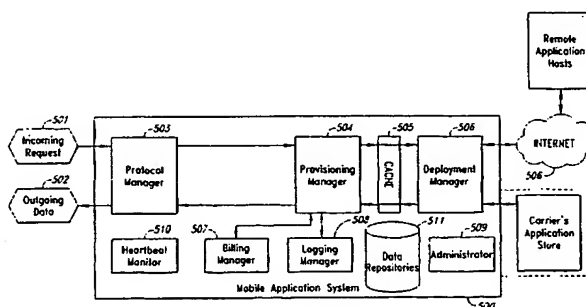 Remote
Application
Hosts
501
Incoming
Request
502
Outgoing
Data
503
Protocol
Manager
504
Provisioning
Manager
505
CACHE
506
Deployment
Manager
INTERNET
506
Carrier's
Application
Store
510
Heartbeat
Monitor
507
Billing
Manager
508
Logging
Manager
511
Data
Repositories
509
Administrator
Mobile Application System
500